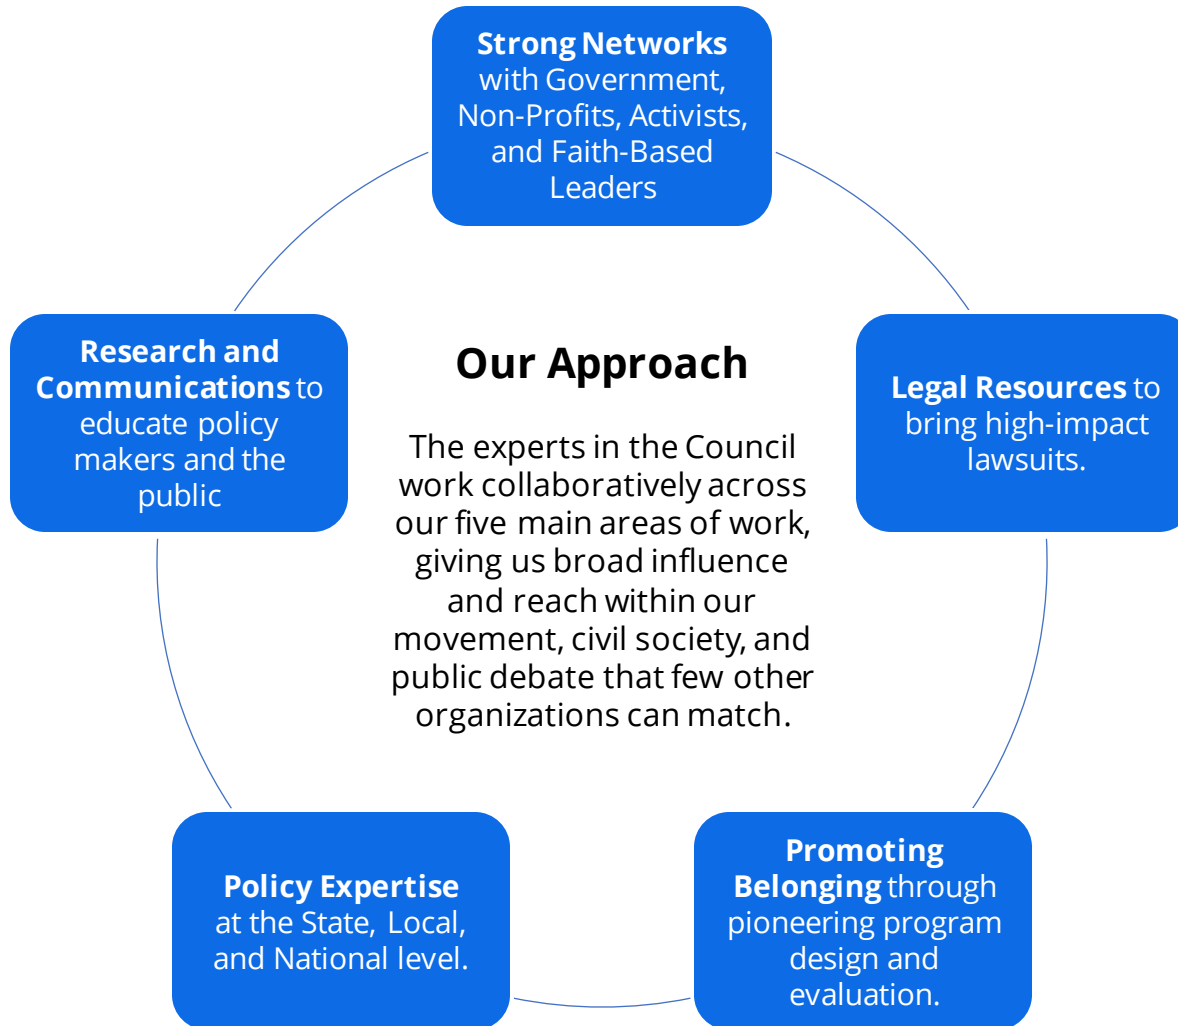 Strong Networks
with Government,
Non-Profits, Activists,
and Faith-Based
Leaders
Research and
Communications to
educate policy
makers and the
public
Our Approach
The experts in the Council
work collaboratively across
our five main areas of work,
giving us broad influence
and reach within our
movement, civil society, and
public debate that few other
organizations can match.
Legal Resources to
bring high-impact
lawsuits.
Policy Expertise
at the State, Local,
and National level.
Promoting
Belonging through
pioneering program
design and
evaluation.